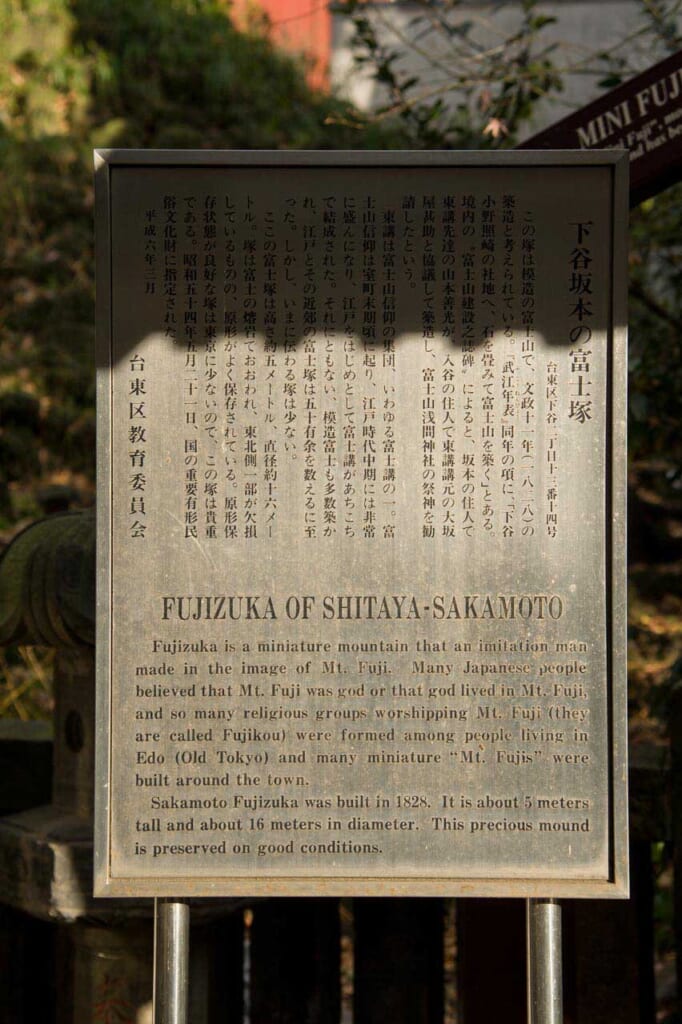 下谷坂本の富士塚
台東区下谷二丁目十三番十四号
この塚は模造の富士山で、文政十一年(一八二八)の
築造と考えられている。『武江年表』同年の項に「下谷
小野照崎の社地へ、石を畳みて富士山を築く」とある。
境内の〝富士山建設之誌碑〟によると、坂本の住人で
東講先達の山本善光が、入谷の住人で東講講元の大坂
屋甚助と協議して築造し、富士山浅間神社の祭神を勧
請したという。
東講は富士山信仰の集団、いわゆる富士講の一。富
士山信仰は室町末期頃に起り、江戸時代中期には非常
に盛んになり、江戸をはじめとして富士講があちこち
で結成された。それにともない、模造富士も多数築か
れ、江戸とその近郊の富士塚は五十有余を数えるに至
った。しかし、いまに伝わる塚は少ない。
ここの富士塚は高さ約五メートル、直径約十六メー
トル。塚は富士の熔岩でおおわれ、東北側一部が欠損
しているものの、原形がよく保存されている。原形保
存状態が良好な塚は東京に少ないので、この塚は貴重
である。昭和五十四年五月二十一日、国の重要有形民
俗文化財に指定された。
平成六年三月
台東区教育委員会
FUJIZUKA OF SHITAYA-SAKAMOTO
Fujizuka is a miniature mountain that an imitation man
made in the image of Mt. Fuji. Many Japanese people
believed that Mt. Fuji was god or that god lived in Mt. Fuji,
and so many religious groups worshipping Mt. Fuji (they
are called Fujikou) were formed among people living in
Edo (Old Tokyo) and many miniature "Mt. Fujis" were
built around the town.
Sakamoto Fujizuka was built in 1828. It is about 5 meters
tall and about 16 meters in diameter. This precious mound
is preserved on good conditions.
MINI FUJI